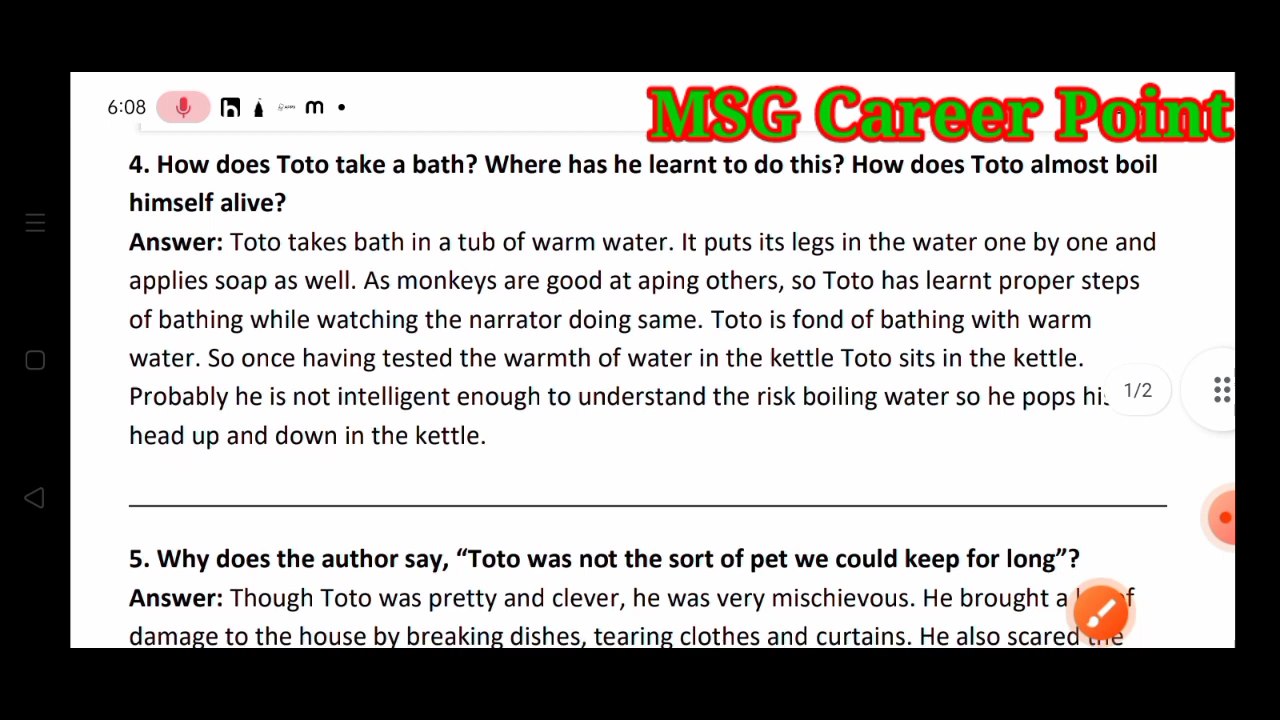 MSG Career Point
6:08
4. How does Toto take a bath? Where has he learnt to do this? How does Toto almost boil
himself alive?
Answer: Toto takes bath in a tub of warm water. It puts its legs in the water one by one and
applies soap as well. As monkeys are good at aping others, so Toto has learnt proper steps
of bathing while watching the narrator doing same. Toto is fond of bathing with warm
water. So once having tested the warmth of water in the kettle Toto sits in the kettle.
Probably he is not intelligent enough to understand the risk boiling water so he pops his
1/2
head up and down in the kettle.
5. Why does the author say, “Toto was not the sort of pet we could keep for long”?
Answer: Though Toto was pretty and clever, he was very mischievous. He brought a
damage to the house by breaking dishes, tearing clothes and curtains. He also scared the